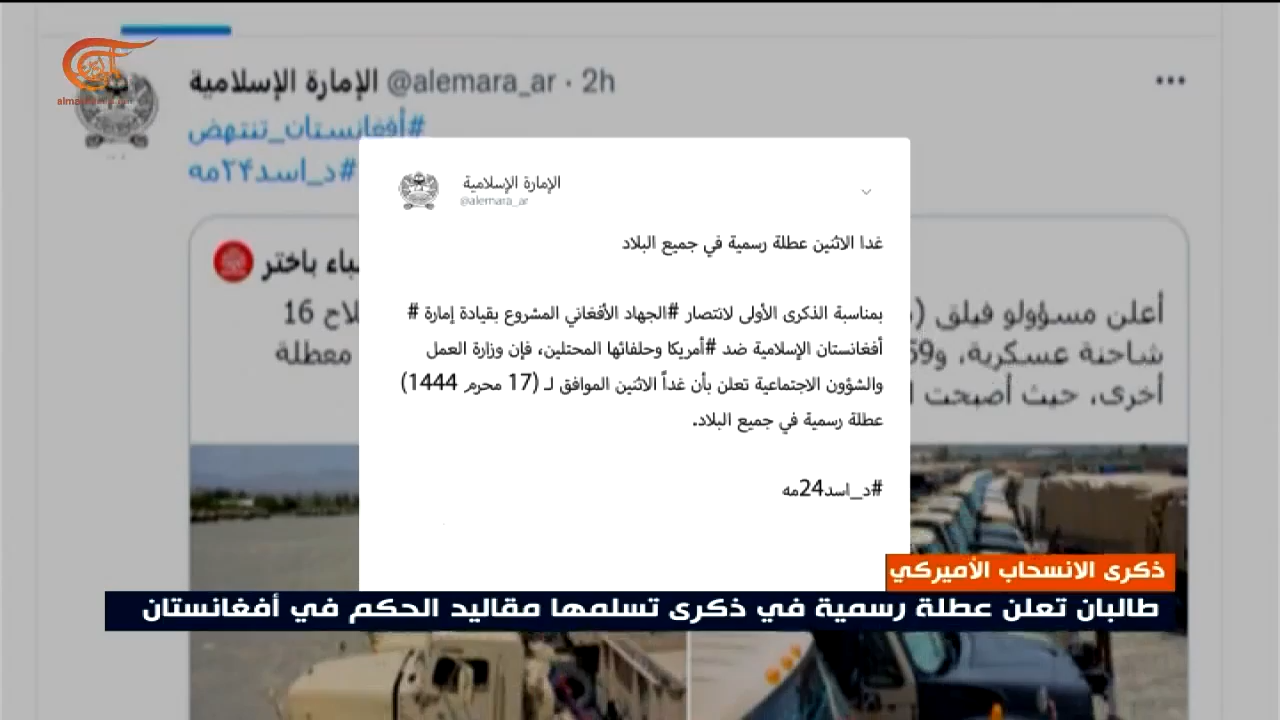 الإمارة الإسلامية @alemara_ar · 2h
#أفغانستان_تنتهض
#د_اسد۲۴مه
باختر
أعلن مسؤولو فيلق
16
شاحنة عسكرية، و
معطلة
أخرى، حيث أصبحت
الإمارة الإسلامية
@alemara_ar
غدا الاثنين عطلة رسمية في جميع البلاد
بمناسبة الذكرى الأولى لانتصار #الجهاد الأفغاني المشروع بقيادة إمارة #
أفغانستان الإسلامية ضد #أمريكا وحلفائها المحتلين، فإن وزارة العمل
والشؤون الاجتماعية تعلن بأن غداً الاثنين الموافق لـ (17 محرم 1444)
عطلة رسمية في جميع البلاد.
#د_اسد24مه
ذكرى الانسحاب الأميركي
طالبان تعلن عطلة رسمية في ذكرى تسلمها مقاليد الحكم في أفغانستان